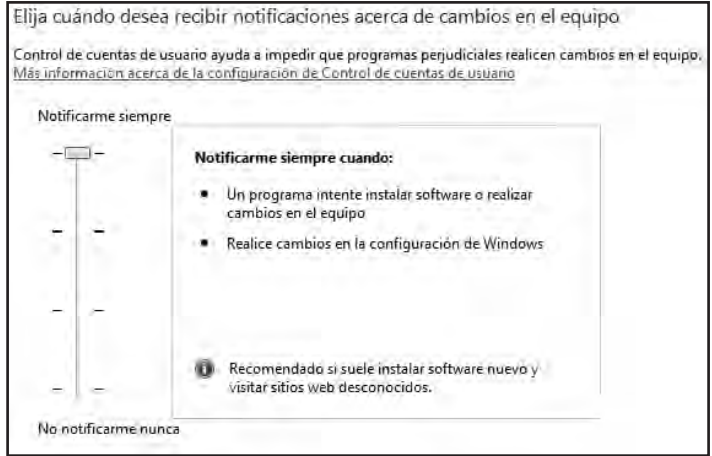 Elija cuándo desea recibir notificaciones acerca de cambios en el equipo
Control de cuentas de usuario ayuda a impedir que programas perjudiciales realicen cambios en el equipo.
Más información acerca de la configuración de Control de cuentas de usuario
Notificarme siempre
Notificarme siempre cuando:
Un programa intente instalar software o realizar
cambios en el equipo
Realice cambios en la configuración de Windows
Recomendado si suele instalar software nuevo y
visitar sitios web desconocidos.
No notificarme nunca